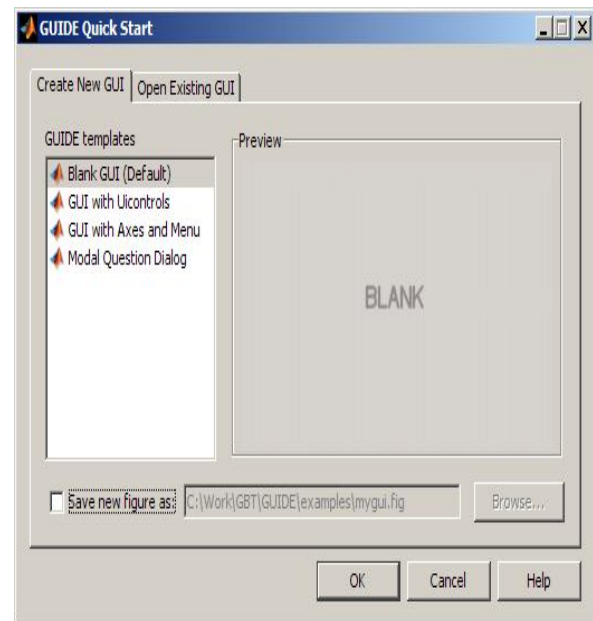 GUIDE Quick Start
Create New GUI
Open Existing GUI
GUIDE templates
Preview
Blank GUI (Default)
GUI with Uicontrols
GUI with Axes and Menu
Modal Question Dialog
BLANK
Save new figure as:
C:\Work\GBT\GUIDE\examples\mygui.fig
Browse...
OK
Cancel
Help